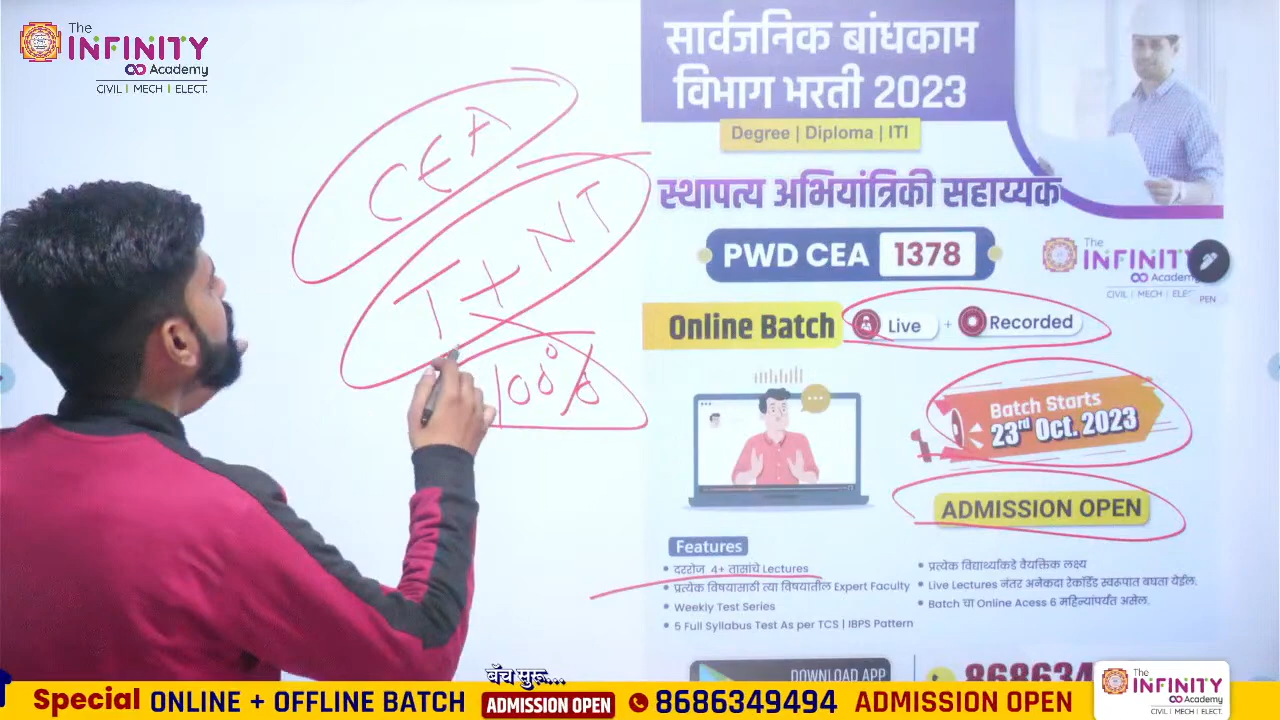 The
INFINITY
Academy
CIVIL | MECH | ELECT.
CEA
T + NT
100%
सार्वजनिक बांधकाम
विभाग भरती 2023
Degree | Diploma | ITI
स्थापत्य अभियांत्रिकी सहाय्यक
PWD CEA 1378
The
INFINITY
Academy
CIVIL | MECH | ELEC
PEN
Online Batch Live + Recorded
Batch Starts
23rd Oct. 2023
ADMISSION OPEN
Features
• दररोज 4+ तासांचे Lectures
• प्रत्येक विषयासाठी त्या विषयातील Expert Faculty
• Weekly Test Series
• 5 Full Syllabus Test As per TCS | IBPS Pattern
• प्रत्येक विद्यार्थ्याकडे वैयक्तिक लक्ष्य
• Live Lectures नंतर अनेकदा रेकॉर्डिड स्वरूपात बघता येईल.
• Batch चा Online Acess 6 महिन्यांपर्यंत असेल.
DOWNLOAD APP
868634
बॅच सुरू...
Special ONLINE + OFFLINE BATCH ADMISSION OPEN 8686349494 ADMISSION OPEN
The
INFINITY
Academy
CIVIL | MECH | ELECT.